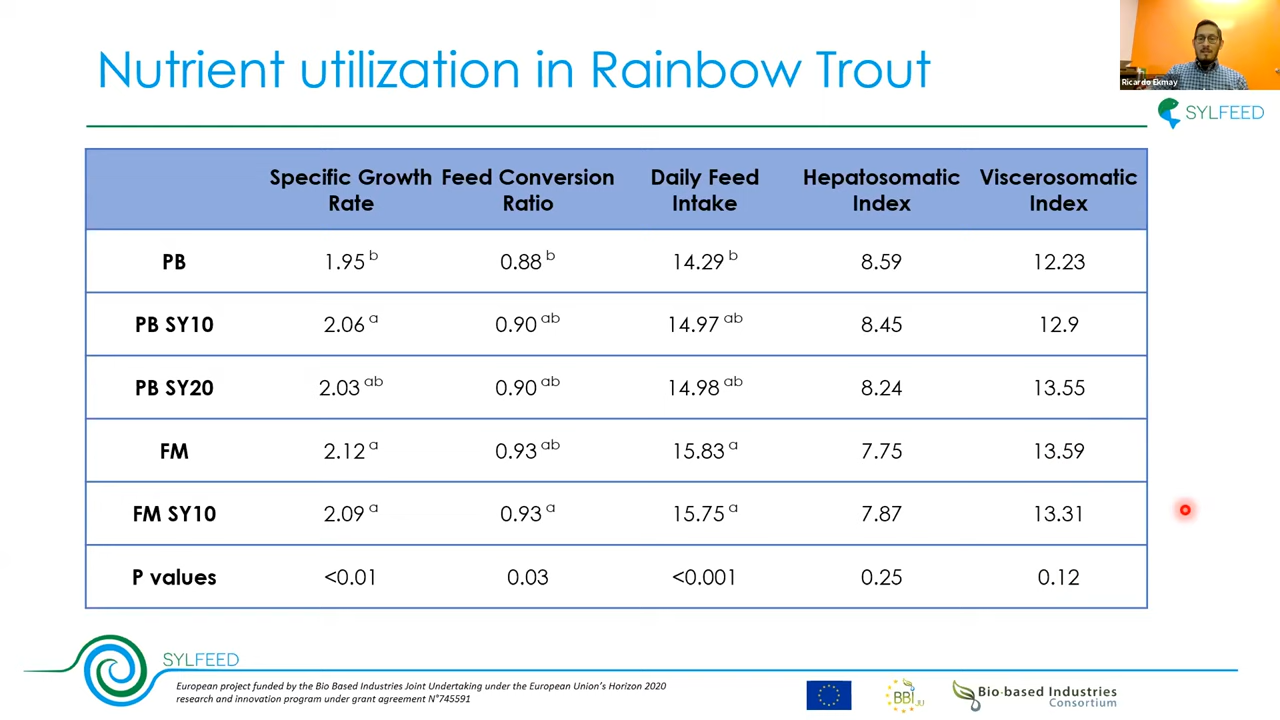 Nutrient utilization in Rainbow Trout
Ricardo Ekmay
SYLFEED
Specific Growth Rate Feed Conversion Ratio Daily Feed Intake Hepatosomatic Index Viscerosomatic Index
PB 1.95 b 0.88 b 14.29 b 8.59 12.23
PB SY10 2.06 a 0.90 ab 14.97 ab 8.45 12.9
PB SY20 2.03 ab 0.90 ab 14.98 ab 8.24 13.55
FM 2.12 a 0.93 ab 15.83 a 7.75 13.59
FM SY10 2.09 a 0.93 a 15.75 a 7.87 13.31
P values <0.01 0.03 <0.001 0.25 0.12
SYLFEED
European project funded by the Bio Based Industries Joint Undertaking under the European Union's Horizon 2020
research and innovation program under grant agreement N°745591
BBI JU
Bio-based Industries
Consortium